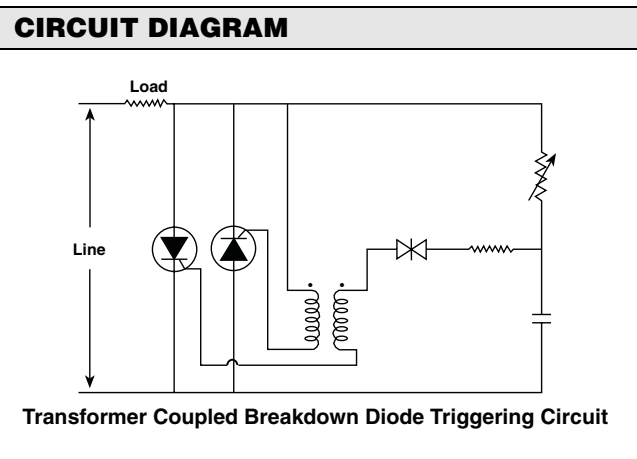 CIRCUIT DIAGRAM
Load
Line
Transformer Coupled Breakdown Diode Triggering Circuit